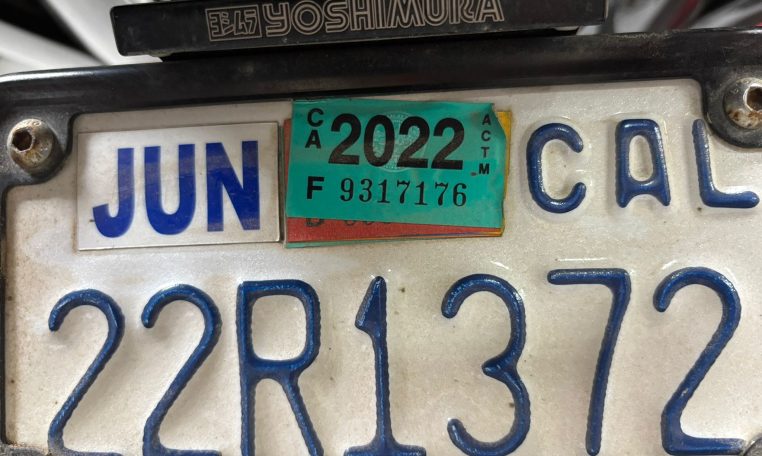 ヨシムラ YOSHIMURA
JUN
CA 2022 ACTM
F 9317176
CAL
22R1372